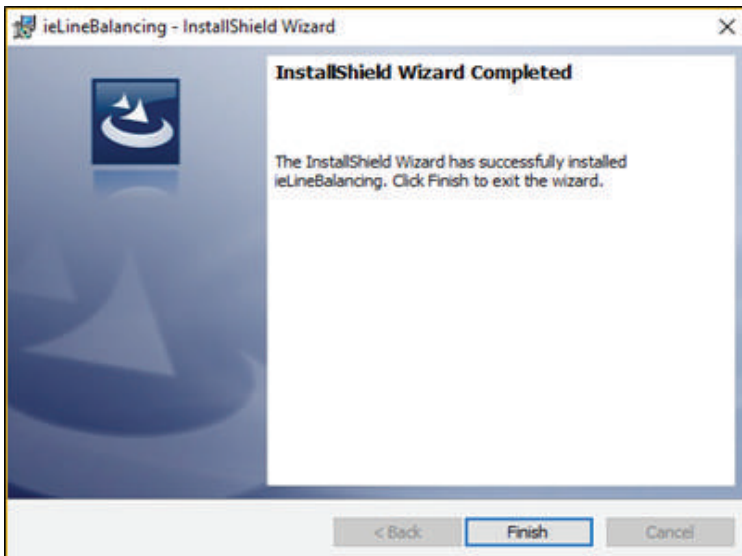 ieLineBalancing - InstallShield Wizard
InstallShield Wizard Completed
The InstallShield Wizard has successfully installed
ieLineBalancing. Click Finish to exit the wizard.
< Back
Finish
Cancel